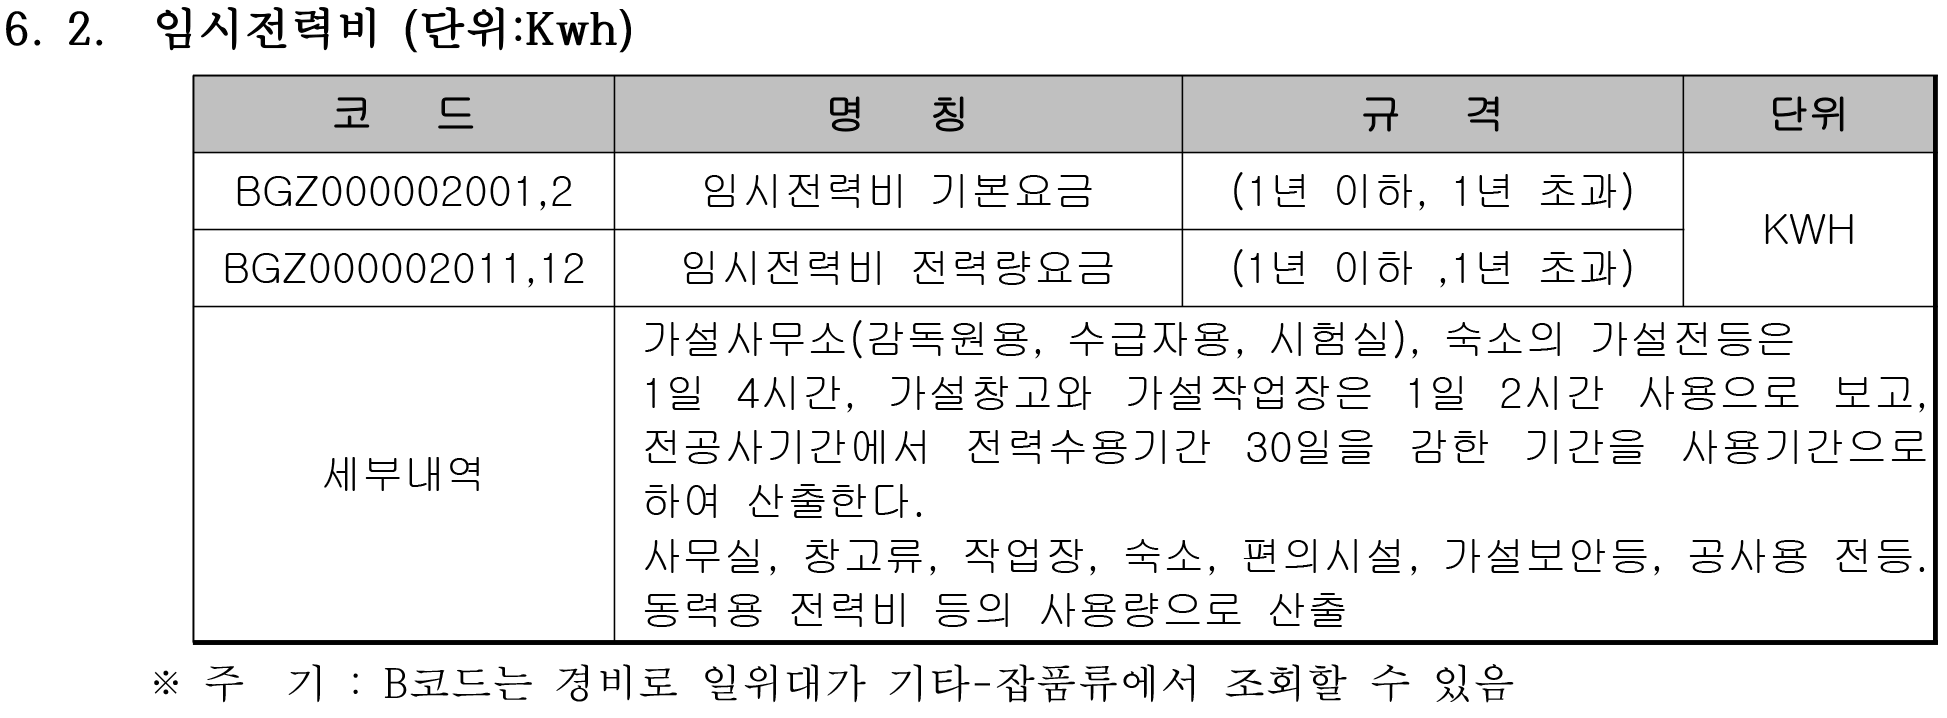 6. 2. 임시전력비 (단위:Kwh)
코 드 명 칭 규 격 단위
BGZ000002001,2 임시전력비 기본요금 (1년 이하, 1년 초과)
KWH
BGZ000002011,12 임시전력비 전력량요금 (1년 이하 ,1년 초과)
가설사무소(감독원용, 수급자용, 시험실), 숙소의 가설전등은
1일 4시간, 가설창고와 가설작업장은 1일 2시간 사용으로 보고,
전공사기간에서 전력수용기간 30일을 감한 기간을 사용기간으로
세부내역
하여 산출한다.
사무실, 창고류, 작업장, 숙소, 편의시설, 가설보안등, 공사용 전등.
동력용 전력비 등의 사용량으로 산출
※ 주 기 : B코드는 경비로 일위대가 기타-잡품류에서 조회할 수 있음